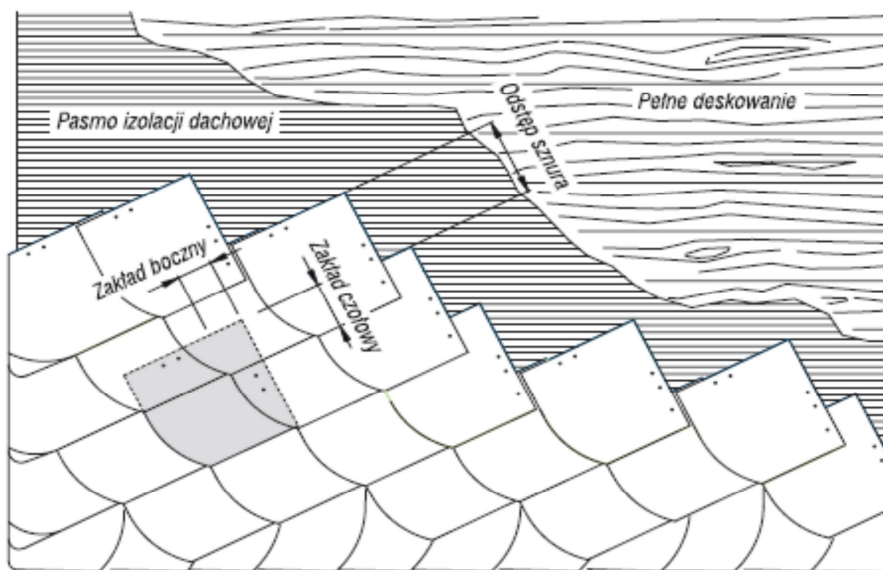 Odstęp sznura
Pełne deskowanie
Pasmo izolacji dachowej
Zakład boczny
Zakład czołowy